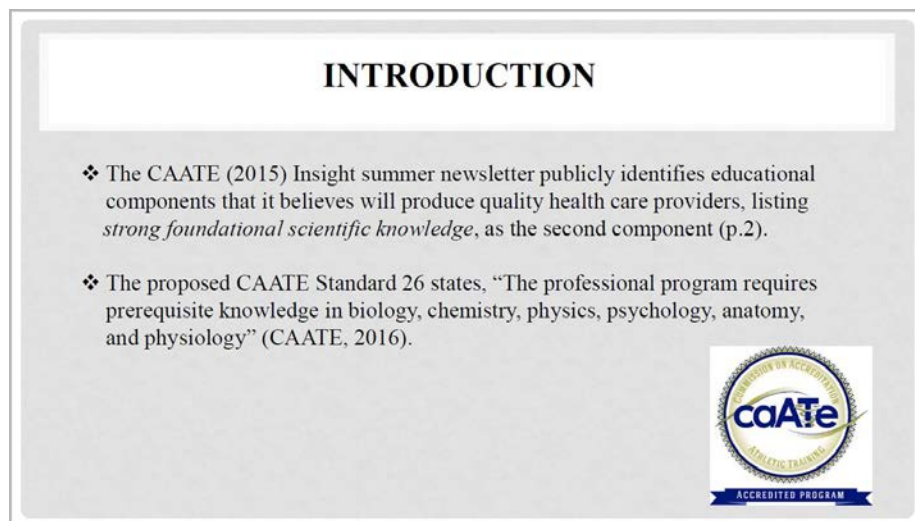 INTRODUCTION
❖ The CAATE (2015) Insight summer newsletter publicly identifies educational
components that it believes will produce quality health care providers, listing
strong foundational scientific knowledge, as the second component (p.2).
❖ The proposed CAATE Standard 26 states, “The professional program requires
prerequisite knowledge in biology, chemistry, physics, psychology, anatomy,
and physiology” (CAATE, 2016).
COMMISSION ON ACCREDITATION
caATe
ATHLETIC TRAINING
ACCREDITED PROGRAM